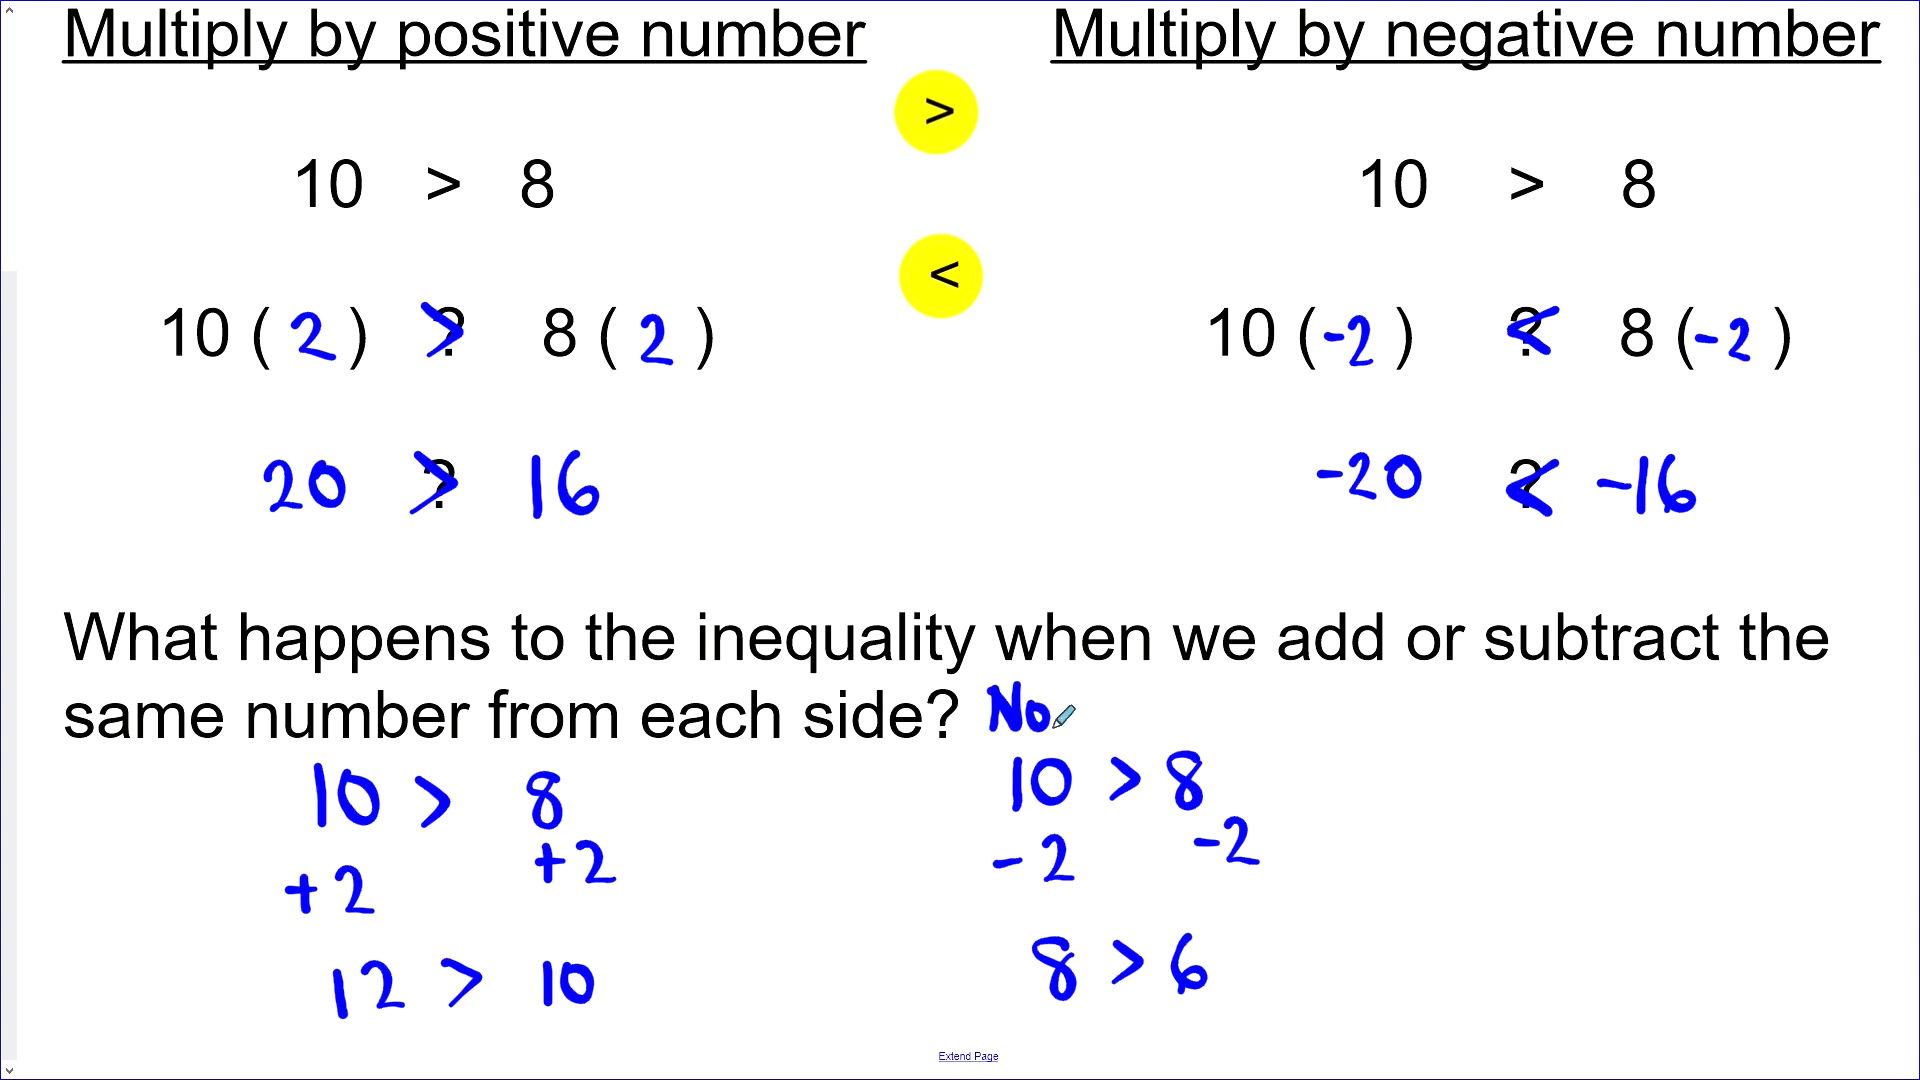 Multiply by positive number
Multiply by negative number
>
10 > 8
10 > 8
<
10 ( 2 ) > 8 ( 2 )
10 ( -2 ) < 8 ( -2 )
20 > 16
-20 < -16
What happens to the inequality when we add or subtract the
same number from each side? No
10 > 8
10 > 8
+2 +2
-2 -2
12 > 10
8 > 6
Extend Page